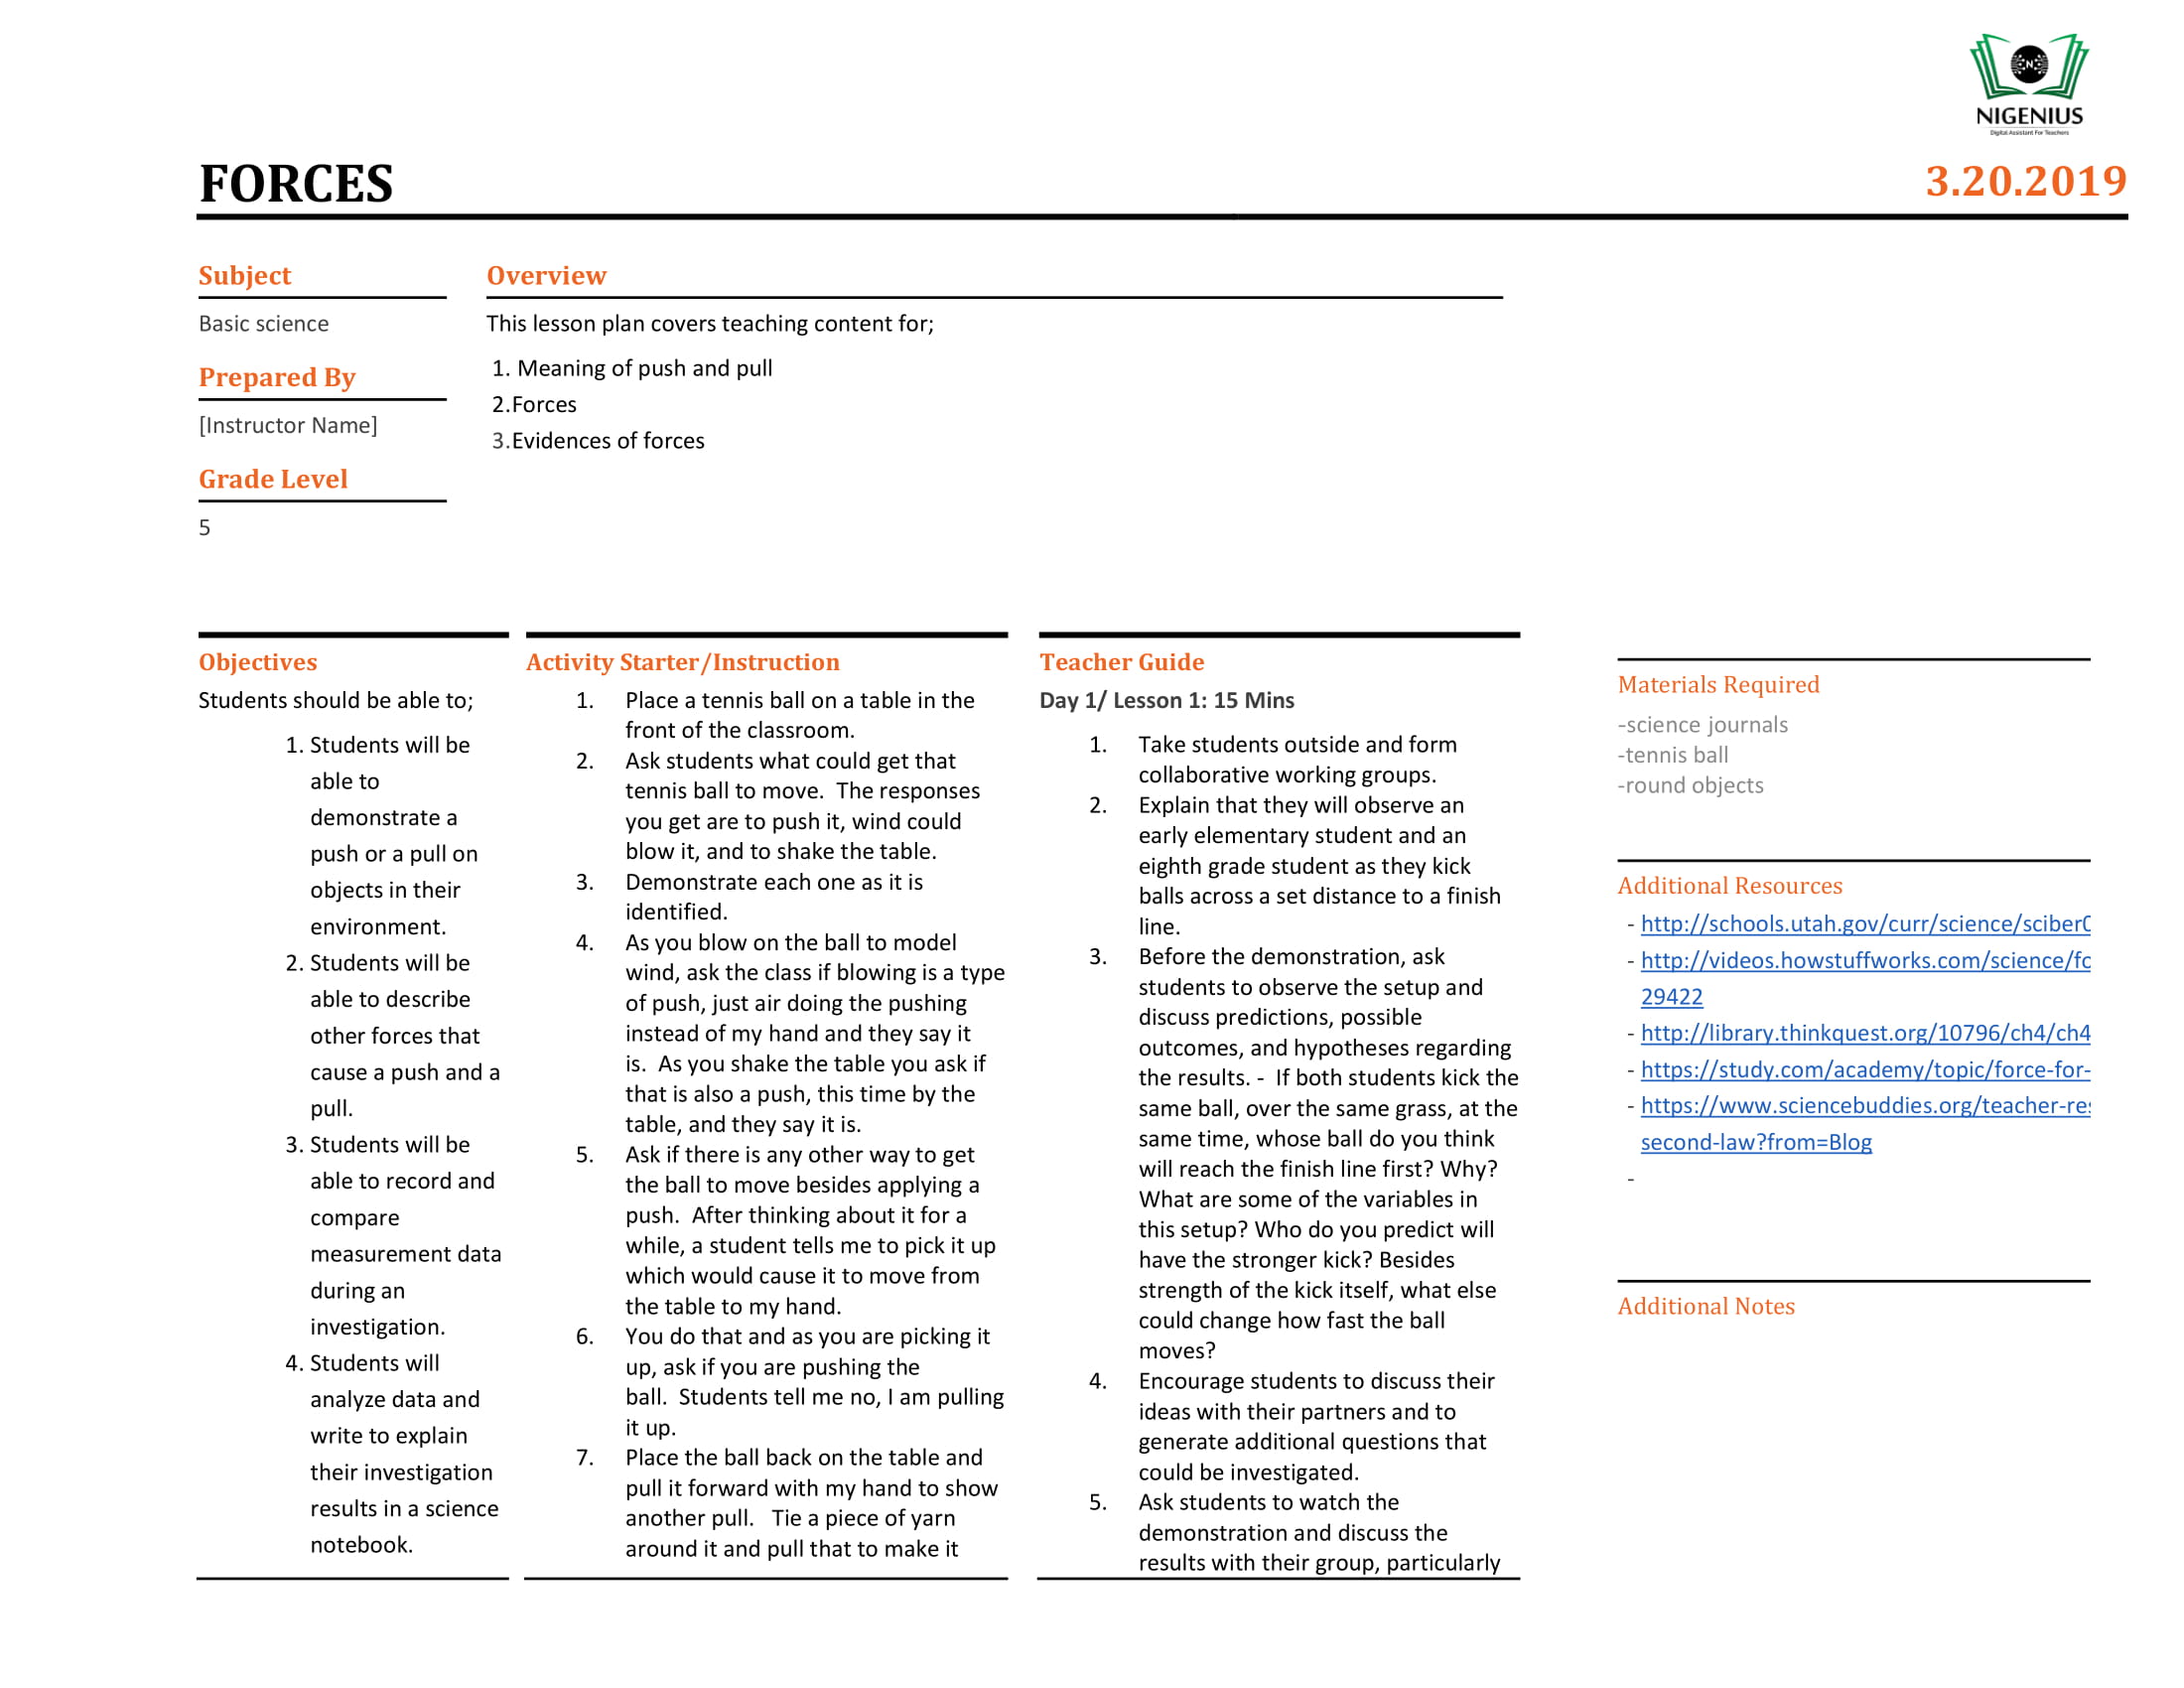 NIGENIUS
Digital Assistant For Teachers
FORCES
3.20.2019
Subject
Basic science
Prepared By
[Instructor Name]
Grade Level
5
Overview
This lesson plan covers teaching content for;
1. Meaning of push and pull
2.Forces
3.Evidences of forces
Objectives
Students should be able to;
1. Students will be
able to
demonstrate a
push or a pull on
objects in their
environment.
2. Students will be
able to describe
other forces that
cause a push and a
pull.
3. Students will be
able to record and
compare
measurement data
during an
investigation.
4. Students will
analyze data and
write to explain
their investigation
results in a science
notebook.
Activity Starter/Instruction
1. Place a tennis ball on a table in the
front of the classroom.
2. Ask students what could get that
tennis ball to move.  The responses
you get are to push it, wind could
blow it, and to shake the table.
3. Demonstrate each one as it is
identified.
4. As you blow on the ball to model
wind, ask the class if blowing is a type
of push, just air doing the pushing
instead of my hand and they say it
is.  As you shake the table you ask if
that is also a push, this time by the
table, and they say it is.
5. Ask if there is any other way to get
the ball to move besides applying a
push.  After thinking about it for a
while, a student tells me to pick it up
which would cause it to move from
the table to my hand.
6. You do that and as you are picking it
up, ask if you are pushing the
ball.  Students tell me no, I am pulling
it up.
7. Place the ball back on the table and
pull it forward with my hand to show
another pull.   Tie a piece of yarn
around it and pull that to make it
Teacher Guide
Day 1/ Lesson 1: 15 Mins
1. Take students outside and form
collaborative working groups.
2. Explain that they will observe an
early elementary student and an
eighth grade student as they kick
balls across a set distance to a finish
line.
3. Before the demonstration, ask
students to observe the setup and
discuss predictions, possible
outcomes, and hypotheses regarding
the results. -  If both students kick the
same ball, over the same grass, at the
same time, whose ball do you think
will reach the finish line first? Why?
What are some of the variables in
this setup? Who do you predict will
have the stronger kick? Besides
strength of the kick itself, what else
could change how fast the ball
moves?
4. Encourage students to discuss their
ideas with their partners and to
generate additional questions that
could be investigated.
5. Ask students to watch the
demonstration and discuss the
results with their group, particularly
Materials Required
-science journals
-tennis ball
-round objects
Additional Resources
- http://schools.utah.gov/curr/science/sciber0
- http://videos.howstuffworks.com/science/fc
29422
- http://library.thinkquest.org/10796/ch4/ch4
- https://study.com/academy/topic/force-for-
- https://www.sciencebuddies.org/teacher-res
second-law?from=Blog
-
Additional Notes